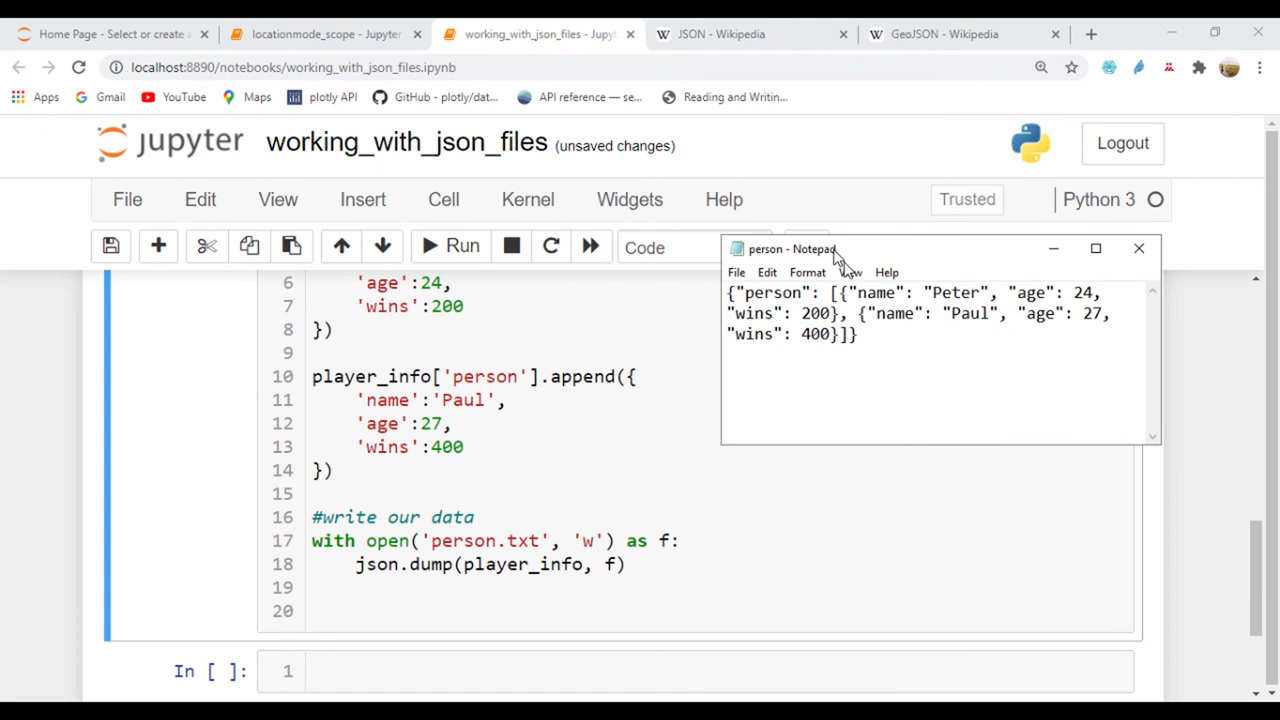 Home Page - Select or create a
locationmode_scope - Jupyter
working_with_json_files - Jupyt
JSON - Wikipedia
GeoJSON - Wikipedia
localhost:8890/notebooks/working_with_json_files.ipynb
Apps
Gmail
YouTube
Maps
plotly API
GitHub - plotly/dat...
API reference — se...
Reading and Writin...
jupyter
working_with_json_files (unsaved changes)
Logout
File
Edit
View
Insert
Cell
Kernel
Widgets
Help
Trusted
Python 3
Run
Code
person - Notepad
File
Edit
Format
Help
{"person": [{"name": "Peter", "age": 24,
"wins": 200}, {"name": "Paul", "age": 27,
"wins": 400}]}
6 'age':24,
7 'wins':200
8 })
9
10 player_info['person'].append({
11 'name':'Paul',
12 'age':27,
13 'wins':400
14 })
15
16 #write our data
17 with open('person.txt', 'w') as f:
18 json.dump(player_info, f)
19
20
In [ ]: 1